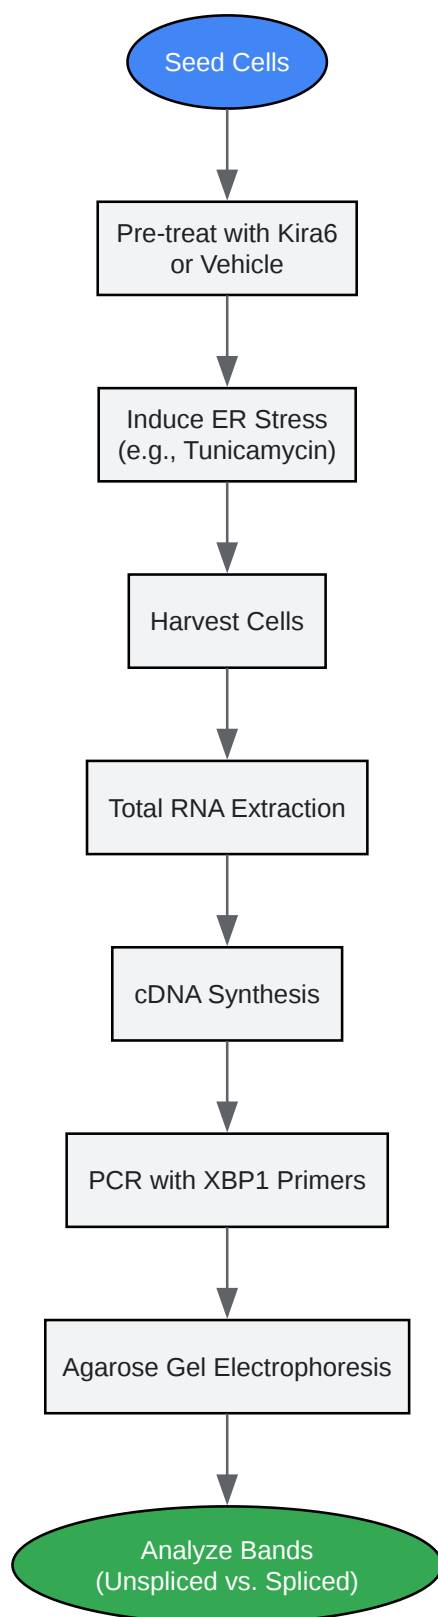 Seed Cells
Pre-treat with Kira6
or Vehicle
Induce ER Stress
(e.g., Tunicamycin)
Harvest Cells
Total RNA Extraction
cDNA Synthesis
PCR with XBP1 Primers
Agarose Gel Electrophoresis
Analyze Bands
(Unspliced vs. Spliced)